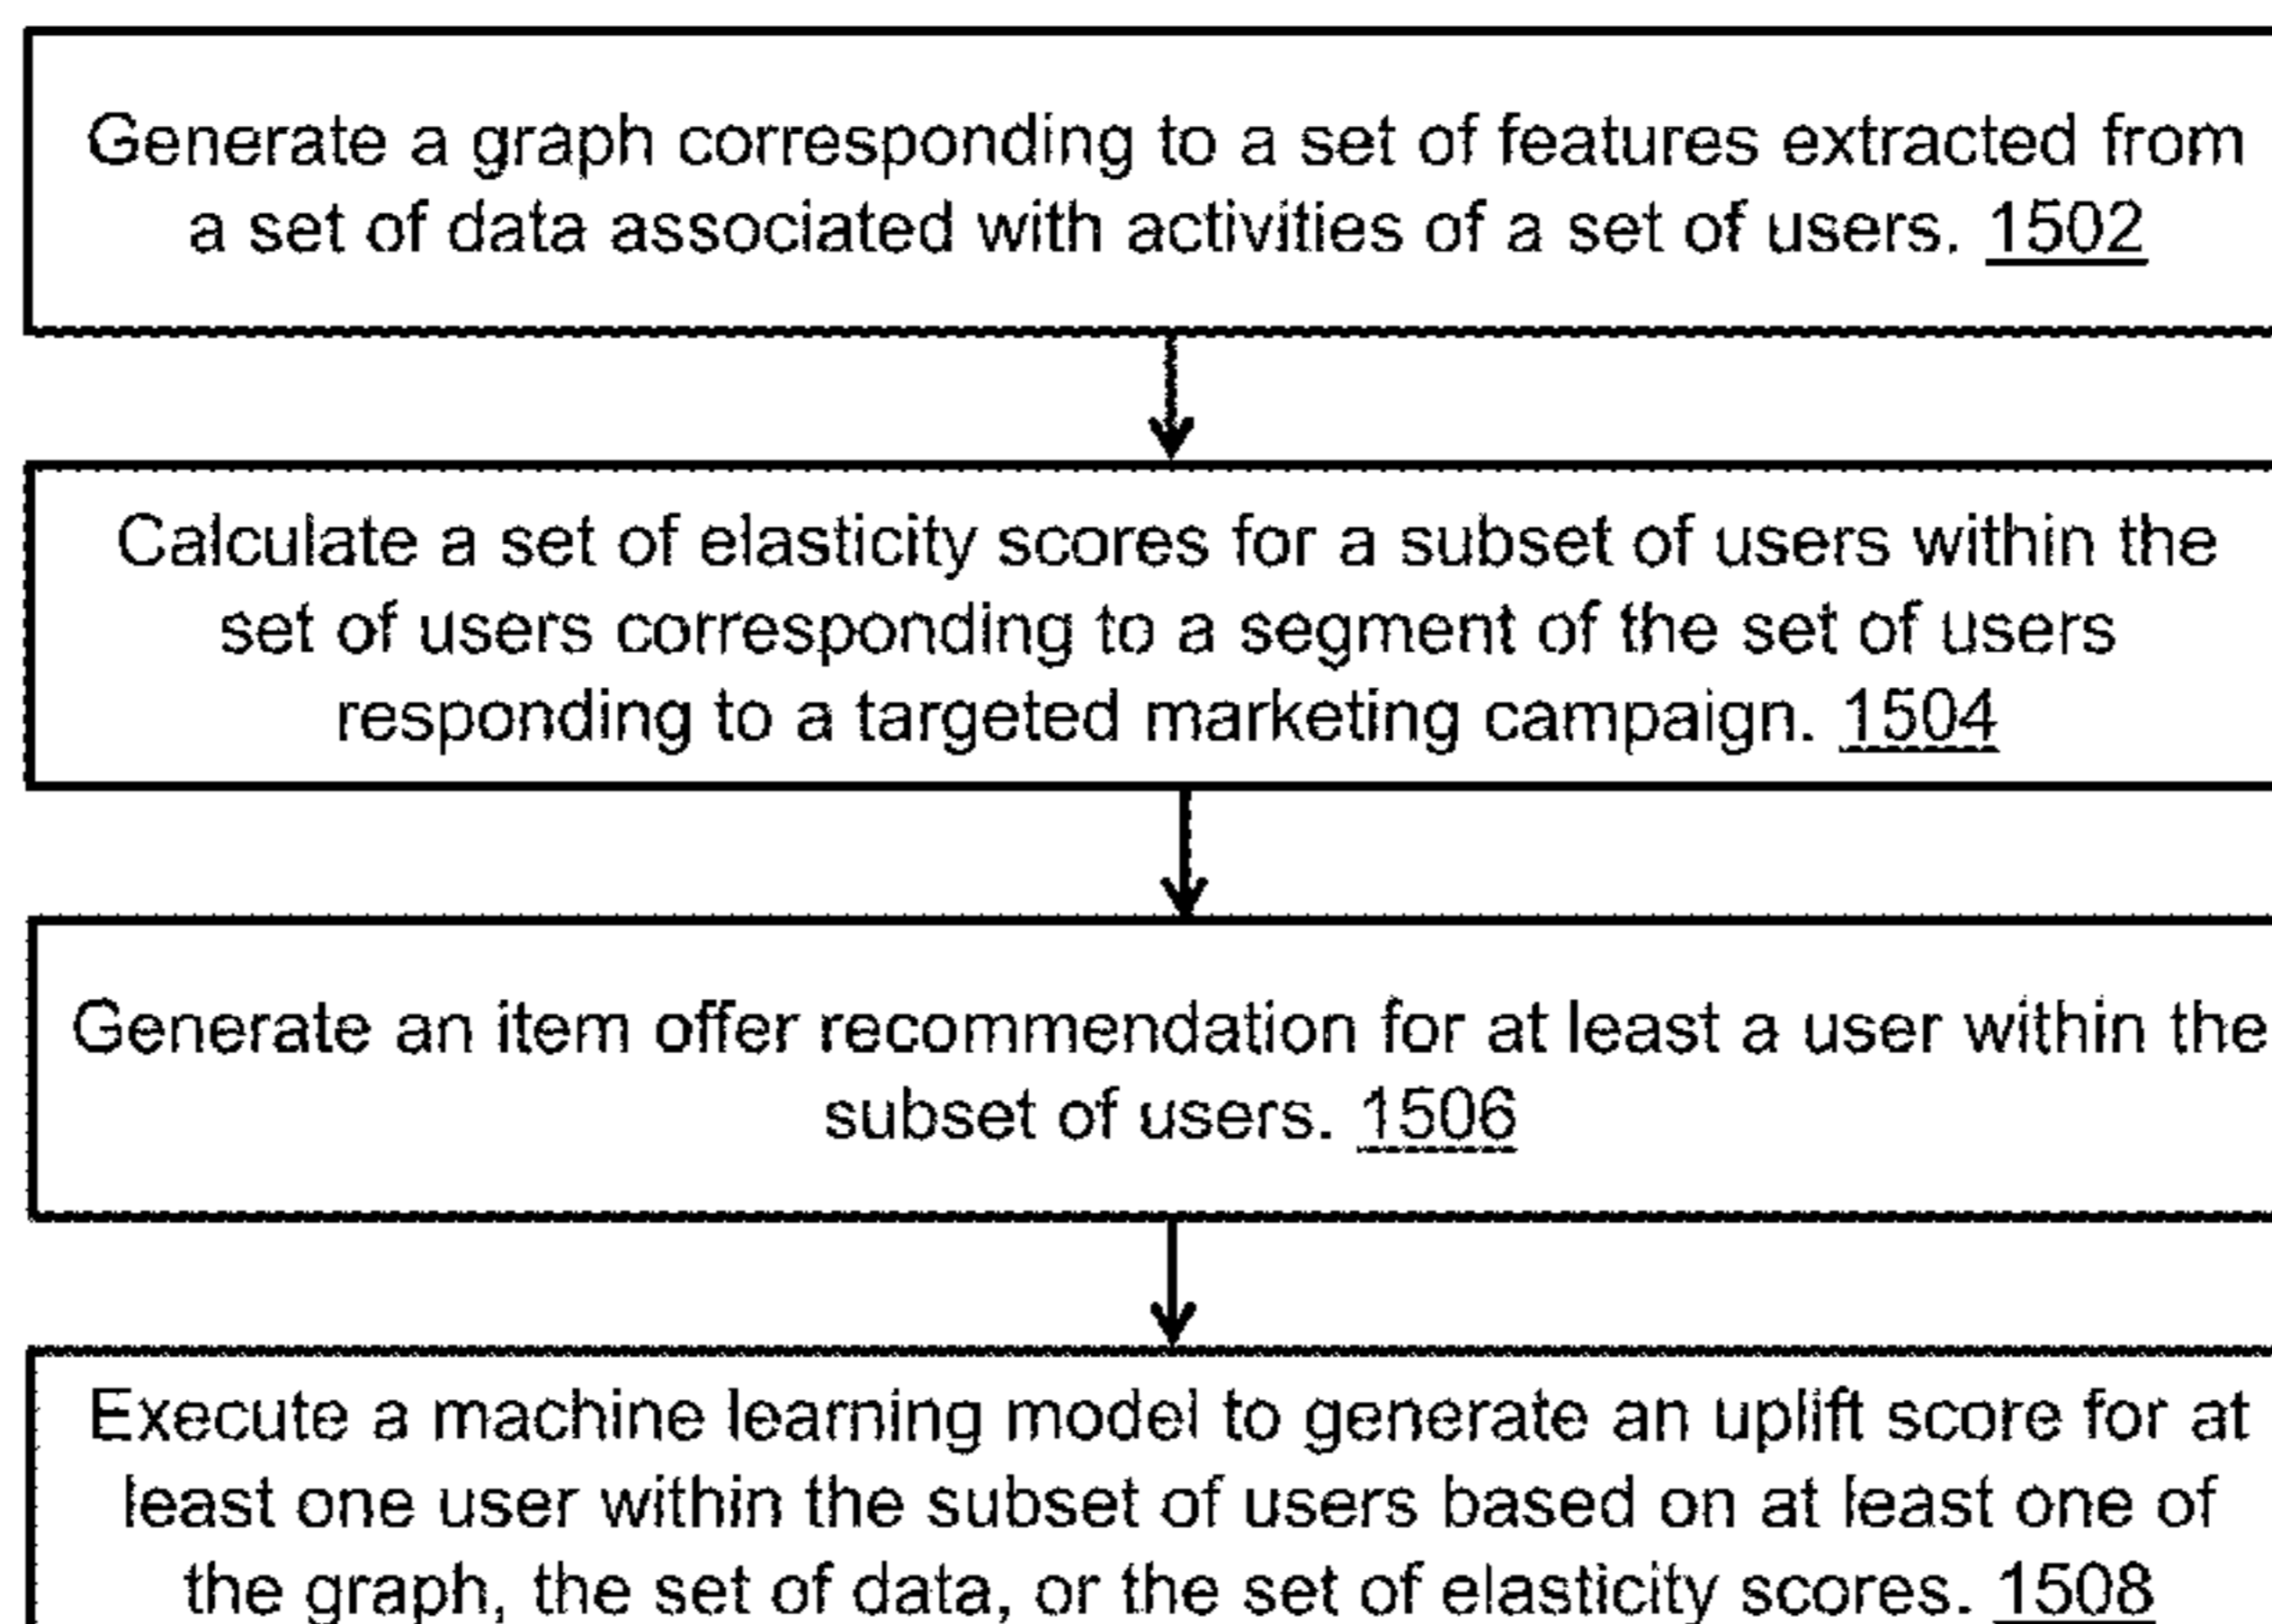 Generate a graph corresponding to a set of features extracted from
a set of data associated with activities of a set of users. 1502
Calculate a set of elasticity scores for a subset of users within the
set of users corresponding to a segment of the set of users
responding to a targeted marketing campaign. 1504
Generate an item offer recommendation for at least a user within the
subset of users. 1506
Execute a machine learning model to generate an uplift score for at
least one user within the subset of users based on at least one of
the graph, the set of data, or the set of elasticity scores. 1508